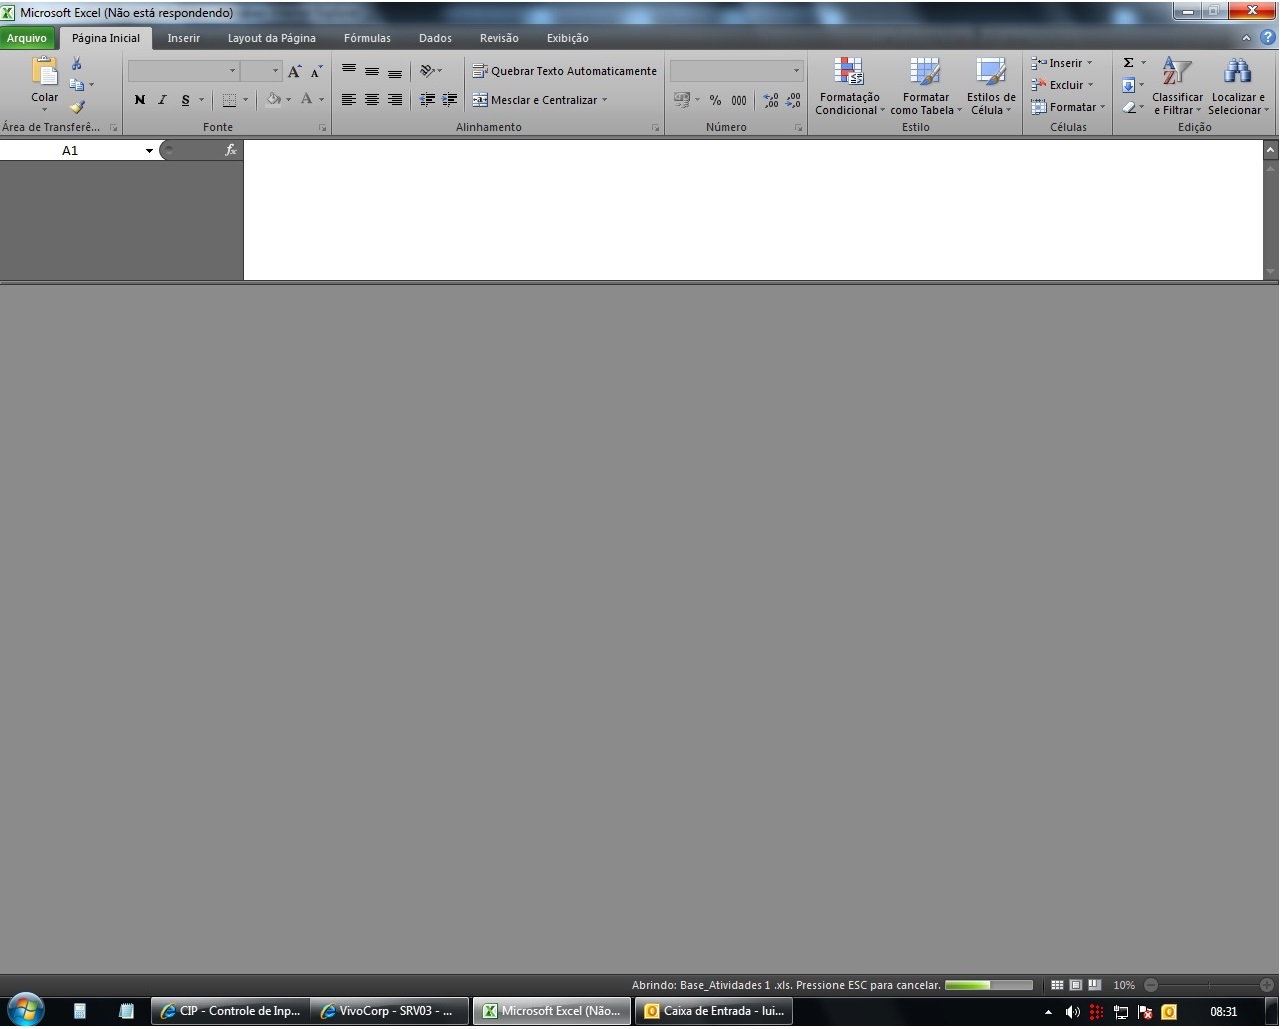 Microsoft Excel (Não está respondendo)
Arquivo Página Inicial Inserir Layout da Página Fórmulas Dados Revisão Exibição
Colar
Área de Transferê...
N I S A A A
Fonte
Quebrar Texto Automaticamente
Mesclar e Centralizar
Alinhamento
% 000
Número
Formatação Condicional
Formatar como Tabela
Estilos de Célula
Estilo
Inserir
Excluir
Formatar
Células
Σ
Classificar e Filtrar
Localizar e Selecionar
Edição
A1 fx
Abrindo: Base_Atividades 1 .xls. Pressione ESC para cancelar. 10%
CIP - Controle de Inp... VivoCorp - SRV03 - ... Microsoft Excel (Não... Caixa de Entrada - lui... 08:31